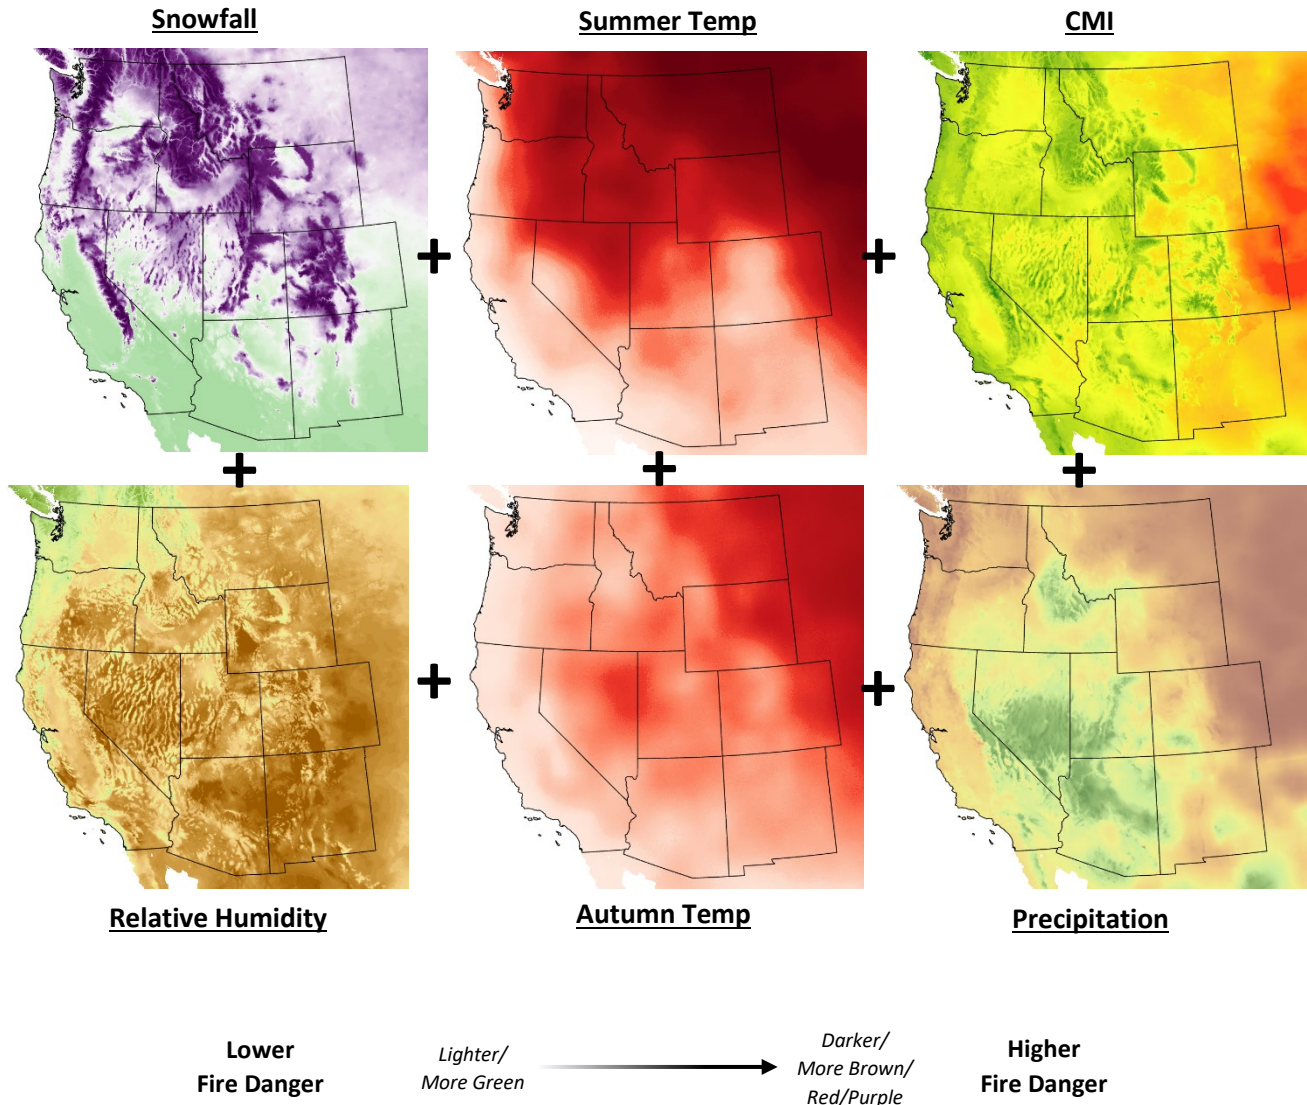 Snowfall
Summer Temp
CMI
+
+
+
+
+
+
+
Relative Humidity
Autumn Temp
Precipitation
Lower
Fire Danger
Lighter/
More Green
Darker/
More Brown/
Red/Purple
Higher
Fire Danger